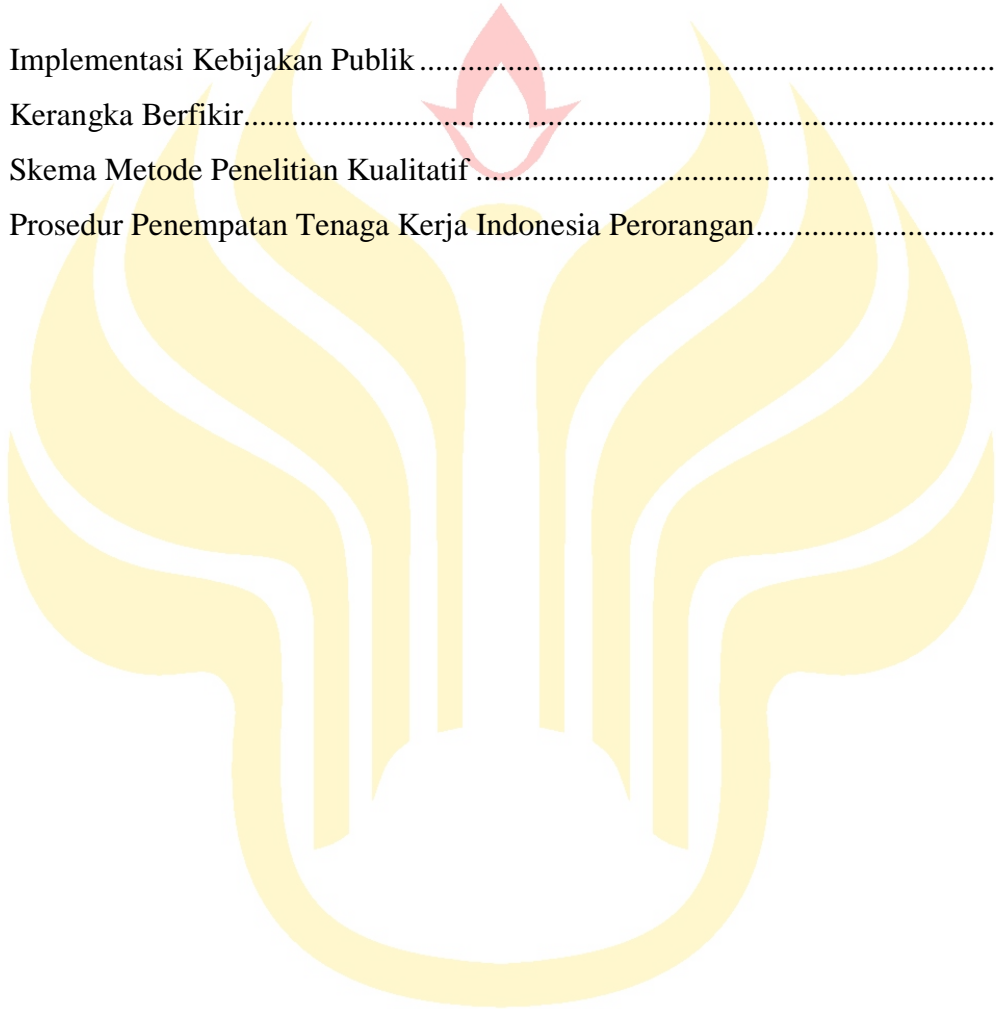 Implementasi Kebijakan Publik ........................................................................
Kerangka Berfikir..............................................................................................
Skema Metode Penelitian Kualitatif .................................................................
Prosedur Penempatan Tenaga Kerja Indonesia Perorangan..............................